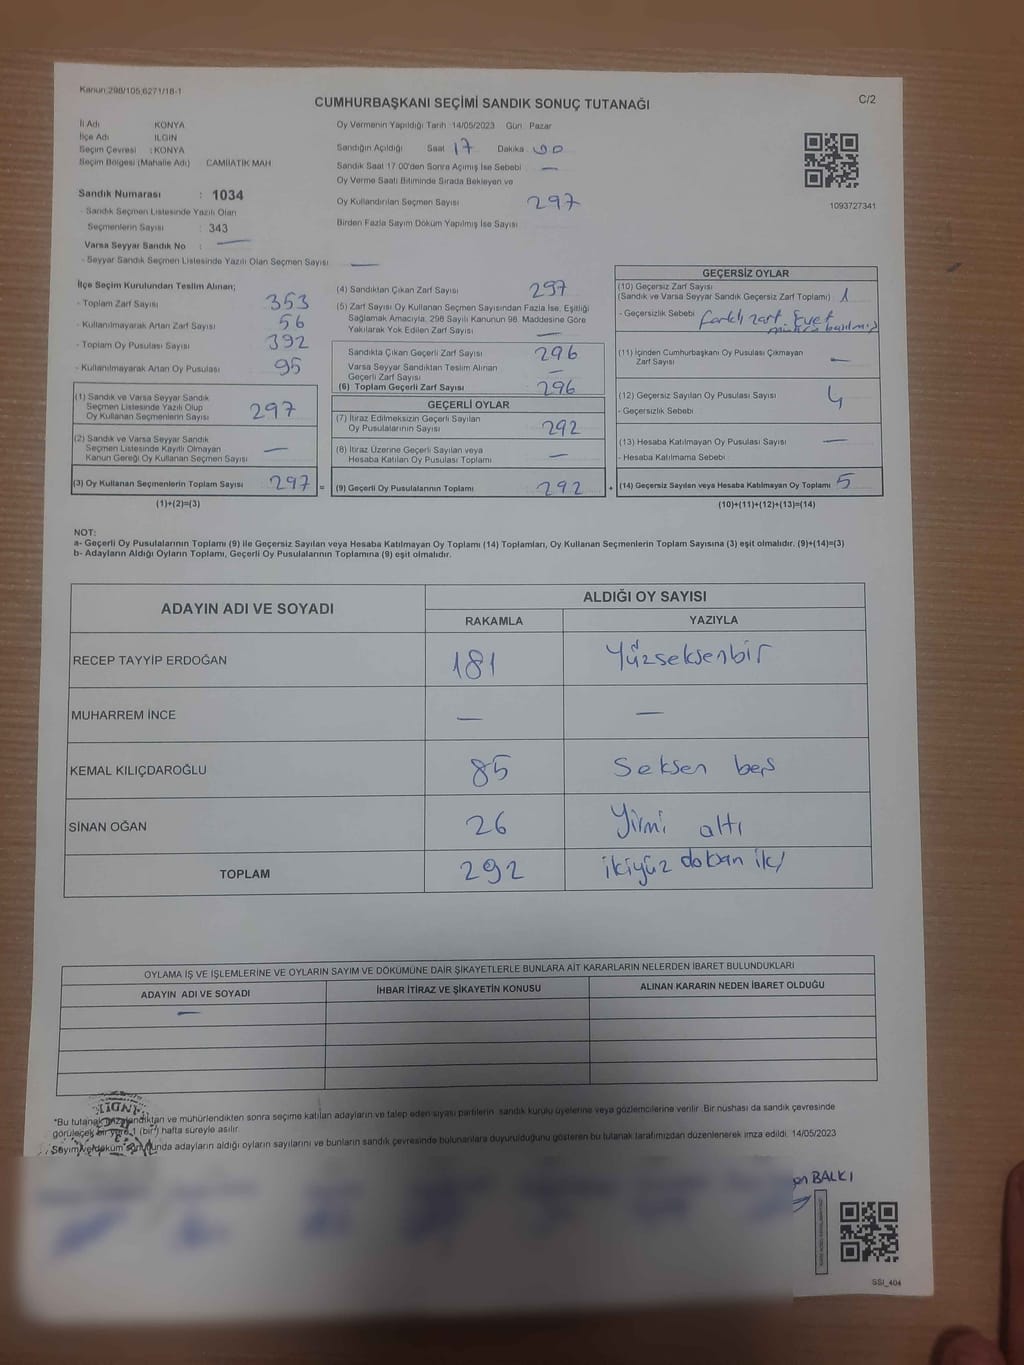 Kanun:298/105,6271/18-1
CUMHURBAŞKANI SEÇİMİ SANDIK SONUÇ TUTANAĞI
C/2
İl Adı KONYA
İlçe Adı ILGIN
Seçim Çevresi : KONYA
Seçim Bölgesi (Mahalle Adı) CAMİİATİK MAH
Sandık Numarası : 1034
- Sandık Seçmen Listesinde Yazılı Olan
Seçmenlerin Sayısı : 343
Varsa Seyyar Sandık No : —
- Seyyar Sandık Seçmen Listesinde Yazılı Olan Seçmen Sayısı —
Oy Vermenin Yapıldığı Tarih 14/05/2023 Gün Pazar
Sandığın Açıldığı Saat 17 Dakika
Sandık Saat 17:00'den Sonra Açılmış İse Sebebi —
Oy Verme Saati Bitiminde Sırada Bekleyen ve
Oy Kullandırılan Seçmen Sayısı 297
Birden Fazla Sayım Döküm Yapılmış İse Sayısı
1093727341
İlçe Seçim Kurulundan Teslim Alınan;
- Toplam Zarf Sayısı 353
- Kullanılmayarak Artan Zarf Sayısı 56
- Toplam Oy Pusulası Sayısı 392
- Kullanılmayarak Artan Oy Pusulası 95
(1) Sandık ve Varsa Seyyar Sandık
Seçmen Listesinde Yazılı Olup
Oy Kullanan Seçmenlerin Sayısı 297
(2) Sandık ve Varsa Seyyar Sandık
Seçmen Listesinde Kayıtlı Olmayan
Kanun Gereği Oy Kullanan Seçmen Sayısı —
(3) Oy Kullanan Seçmenlerin Toplam Sayısı 297 =
(1)+(2)=(3)
(4) Sandıktan Çıkan Zarf Sayısı 297
(5) Zarf Sayısı Oy Kullanan Seçmen Sayısından Fazla İse, Eşitliği
Sağlamak Amacıyla, 298 Sayılı Kanunun 98. Maddesine Göre
Yakılarak Yok Edilen Zarf Sayısı —
Sandıkta Çıkan Geçerli Zarf Sayısı 296
Varsa Seyyar Sandıktan Teslim Alınan
Geçerli Zarf Sayısı —
(6) Toplam Geçerli Zarf Sayısı 296
GEÇERLİ OYLAR
(7) İtiraz Edilmeksizin Geçerli Sayılan
Oy Pusulalarının Sayısı 292
(8) İtiraz Üzerine Geçerli Sayılan veya
Hesaba Katılan Oy Pusulası Toplamı —
(9) Geçerli Oy Pusulalarının Toplamı 292 +
GEÇERSİZ OYLAR
(10) Geçersiz Zarf Sayısı
(Sandık ve Varsa Seyyar Sandık Geçersiz Zarf Toplamı) 1
- Geçersizlik Sebebi farklı zarf Evet
(11) İçinden Cumhurbaşkanı Oy Pusulası Çıkmayan
Zarf Sayısı —
(12) Geçersiz Sayılan Oy Pusulası Sayısı 4
- Geçersizlik Sebebi
(13) Hesaba Katılmayan Oy Pusulası Sayısı —
- Hesaba Katılmama Sebebi
(14) Geçersiz Sayılan veya Hesaba Katılmayan Oy Toplamı 5
(10)+(11)+(12)+(13)=(14)
NOT:
a- Geçerli Oy Pusulalarının Toplamı (9) ile Geçersiz Sayılan veya Hesaba Katılmayan Oy Toplamı (14) Toplamları, Oy Kullanan Seçmenlerin Toplam Sayısına (3) eşit olmalıdır. (9)+(14)=(3)
b- Adayların Aldığı Oyların Toplamı, Geçerli Oy Pusulalarının Toplamına (9) eşit olmalıdır.
ADAYIN ADI VE SOYADI
ALDIĞI OY SAYISI
RAKAMLA YAZIYLA
RECEP TAYYİP ERDOĞAN 181 Yüzseksenbir
MUHARREM İNCE — —
KEMAL KILIÇDAROĞLU 85 Seksen beş
SİNAN OĞAN 26 Yirmi altı
TOPLAM 292 ikiyüz doksan iki
OYLAMA İŞ VE İŞLEMLERİNE VE OYLARIN SAYIM VE DÖKÜMÜNE DAİR ŞİKAYETLERLE BUNLARA AİT KARARLARIN NELERDEN İBARET BULUNDUKLARI
ADAYIN ADI VE SOYADI İHBAR İTİRAZ VE ŞİKAYETİN KONUSU ALINAN KARARIN NEDEN İBARET OLDUĞU
—
*Bu tutanak ve mühürlendikten sonra seçime katılan adayların ve talep eden siyasi partilerin sandık kurulu üyelerine veya gözlemcilerine verilir. Bir nüshası da sandık çevresinde
görülecek bir yere 1 (bir) hafta süreyle asılır.
Sayım ve döküm sonunda adayların aldığı oyların sayılarını ve bunların sandık çevresinde bulunanlara duyurulduğunu gösteren bu tutanak tarafımızdan düzenlenerek imza edildi. 14/05/2023
BALKI
SSİ_404